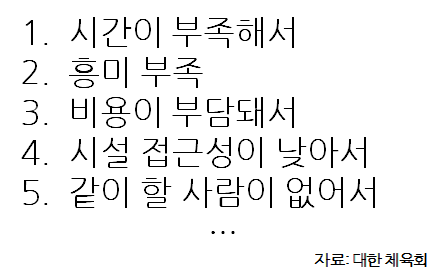 1. 시간이 부족해서
2. 흥미 부족
3. 비용이 부담돼서
4. 시설 접근성이 낮아서
5. 같이 할 사람이 없어서
...
자료: 대한 체육회